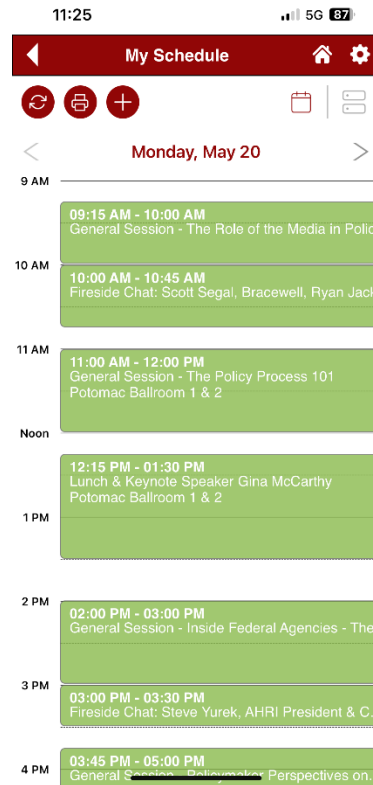 11:25
5G 87
My Schedule
Monday, May 20
9 AM
09:15 AM - 10:00 AM
General Session - The Role of the Media in Polic
10 AM
10:00 AM - 10:45 AM
Fireside Chat: Scott Segal, Bracewell, Ryan Jack
11 AM
11:00 AM - 12:00 PM
General Session - The Policy Process 101
Potomac Ballroom 1 & 2
Noon
12:15 PM - 01:30 PM
Lunch & Keynote Speaker Gina McCarthy
Potomac Ballroom 1 & 2
1 PM
2 PM
02:00 PM - 03:00 PM
General Session - Inside Federal Agencies - The
3 PM
03:00 PM - 03:30 PM
Fireside Chat: Steve Yurek, AHRI President & C.
4 PM
03:45 PM - 05:00 PM
General Session - Policymaker Perspectives on.